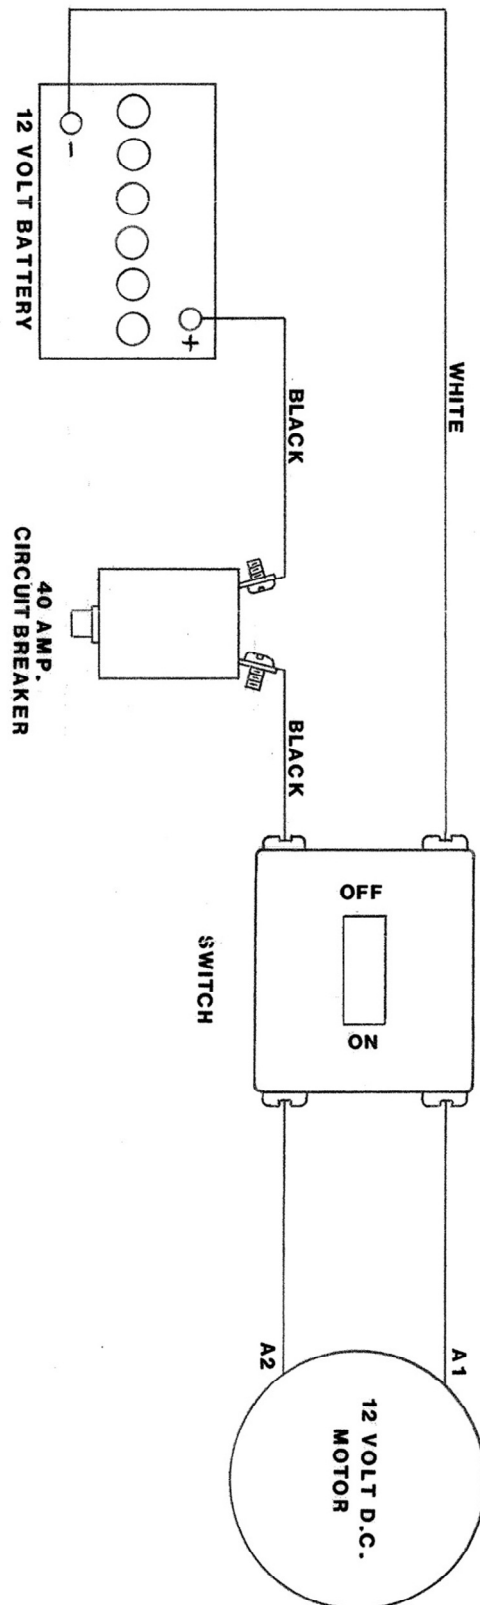 WHITE
-
+
12 VOLT BATTERY
BLACK
40 AMP.
CIRCUIT BREAKER
BLACK
OFF
ON
SWITCH
A1
A2
12 VOLT D.C.
MOTOR